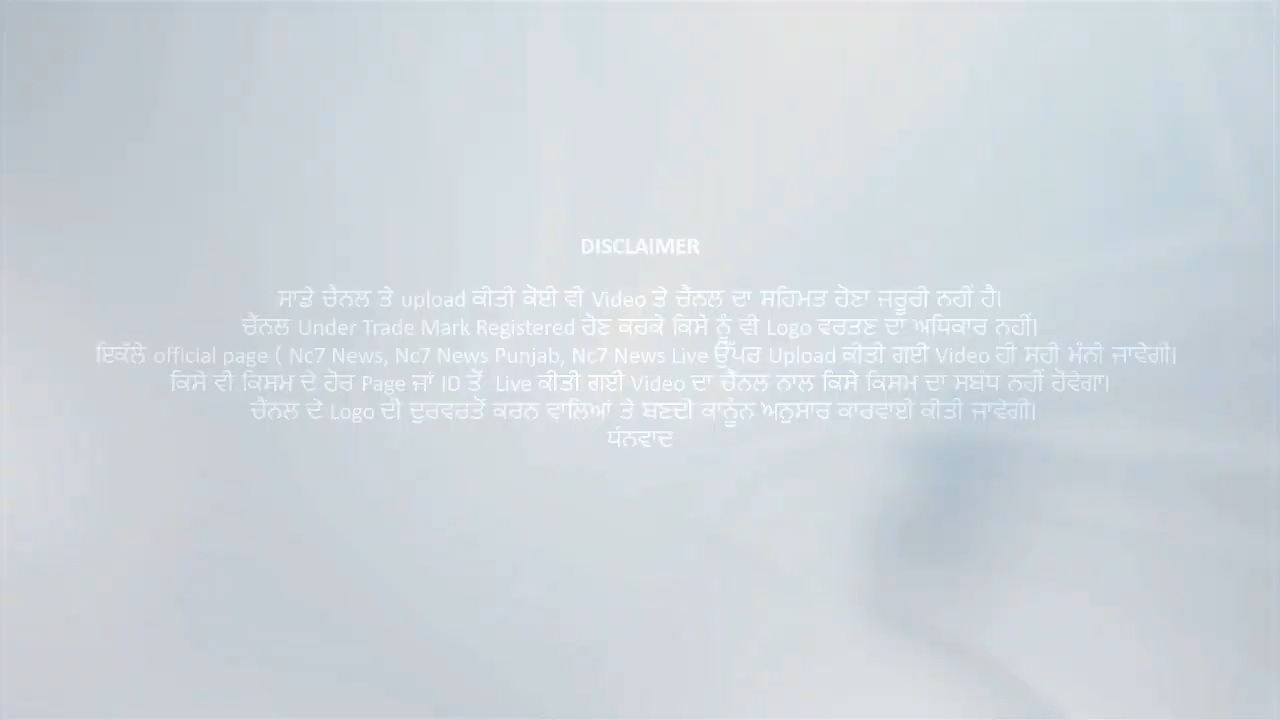 DISCLAIMER
ਸਾਡੇ ਚੈਨਲ ਤੇ upload ਕੀਤੀ ਕੋਈ ਵੀ Video ਤੇ ਚੈਨਲ ਦਾ ਸਹਿਮਤ ਹੋਣਾ ਜਰੂਰੀ ਨਹੀਂ ਹੈ।
ਚੈਨਲ Under Trade Mark Registered ਹੋਣ ਕਰਕੇ ਕਿਸੇ ਨੂੰ ਵੀ Logo ਵਰਤਣ ਦਾ ਅਧਿਕਾਰ ਨਹੀਂ।
ਇਕੱਲੇ official page ( Nc7 News, Nc7 News Punjab, Nc7 News Live ਉੱਪਰ Upload ਕੀਤੀ ਗਈ Video ਹੀ ਸਹੀ ਮੰਨੀ ਜਾਵੇਗੀ।
ਕਿਸੇ ਵੀ ਕਿਸਮ ਦੇ ਹੋਰ Page ਜਾਂ ID ਤੋਂ Live ਕੀਤੀ ਗਈ Video ਦਾ ਚੈਨਲ ਨਾਲ ਕਿਸੇ ਕਿਸਮ ਦਾ ਸਬੰਧ ਨਹੀਂ ਹੋਵੇਗਾ।
ਚੈਨਲ ਦੇ Logo ਦੀ ਦੁਰਵਰਤੋਂ ਕਰਨ ਵਾਲਿਆਂ ਤੇ ਬਣਦੀ ਕਾਨੂੰਨ ਅਨੁਸਾਰ ਕਾਰਵਾਈ ਕੀਤੀ ਜਾਵੇਗੀ।
ਧੰਨਵਾਦ